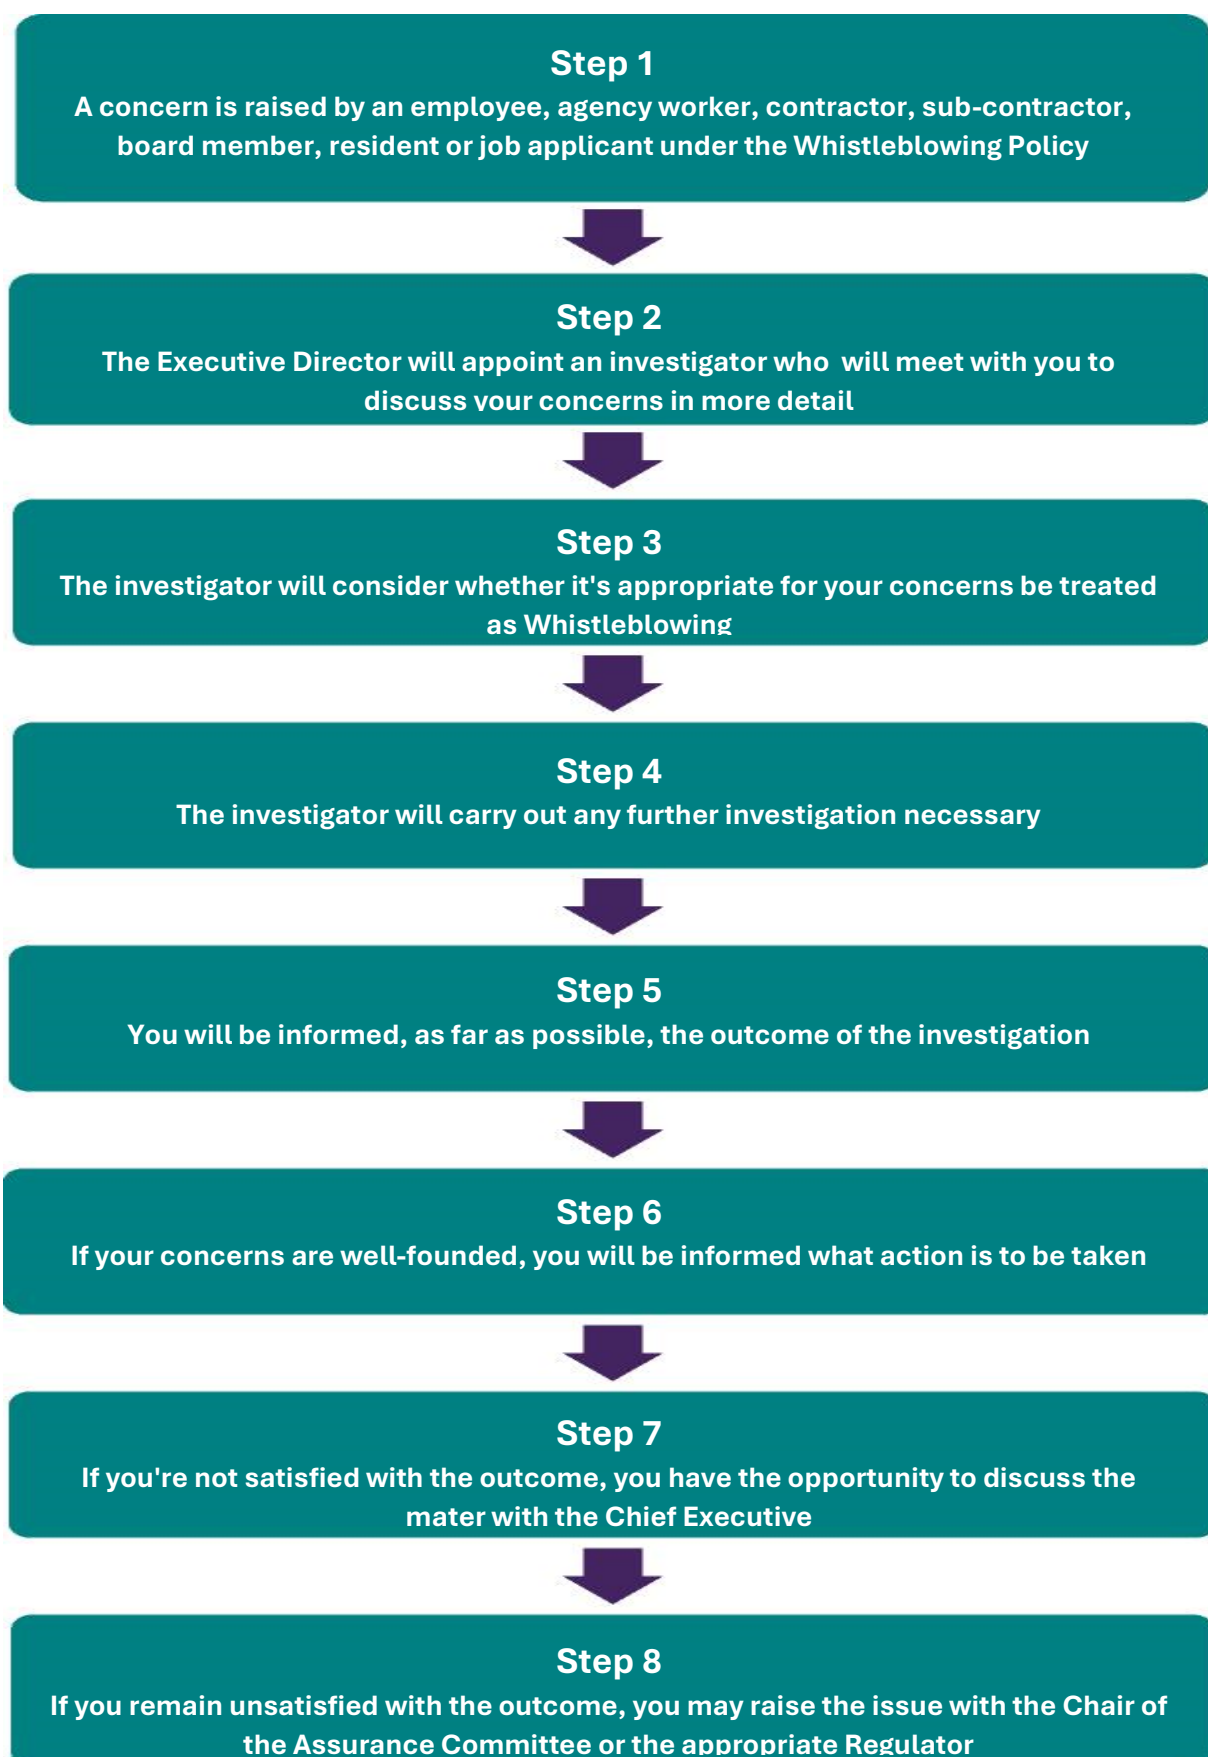 Step 1
A concern is raised by an employee, agency worker, contractor, sub-contractor,
board member, resident or job applicant under the Whistleblowing Policy
Step 2
The Executive Director will appoint an investigator who  will meet with you to
discuss your concerns in more detail
Step 3
The investigator will consider whether it's appropriate for your concerns be treated
as Whistleblowing
Step 4
The investigator will carry out any further investigation necessary
Step 5
You will be informed, as far as possible, the outcome of the investigation
Step 6
If your concerns are well-founded, you will be informed what action is to be taken
Step 7
If you're not satisfied with the outcome, you have the opportunity to discuss the
mater with the Chief Executive
Step 8
If you remain unsatisfied with the outcome, you may raise the issue with the Chair of
the Assurance Committee or the appropriate Regulator